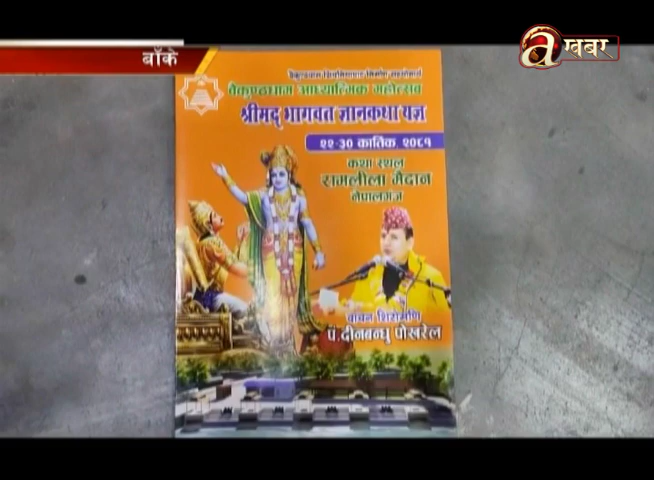 बाँके
a खबर
वैकुण्ठधाम आध्यात्मिक महोत्सव
श्रीमद् भागवत ज्ञानकथा यज्ञ
२२-३० कार्तिक, २०८१
कथा स्थल
रामलीला मैदान
नेपालगंज
वाचन शिरोमणि
पं.दीनबन्धु पोखरेल